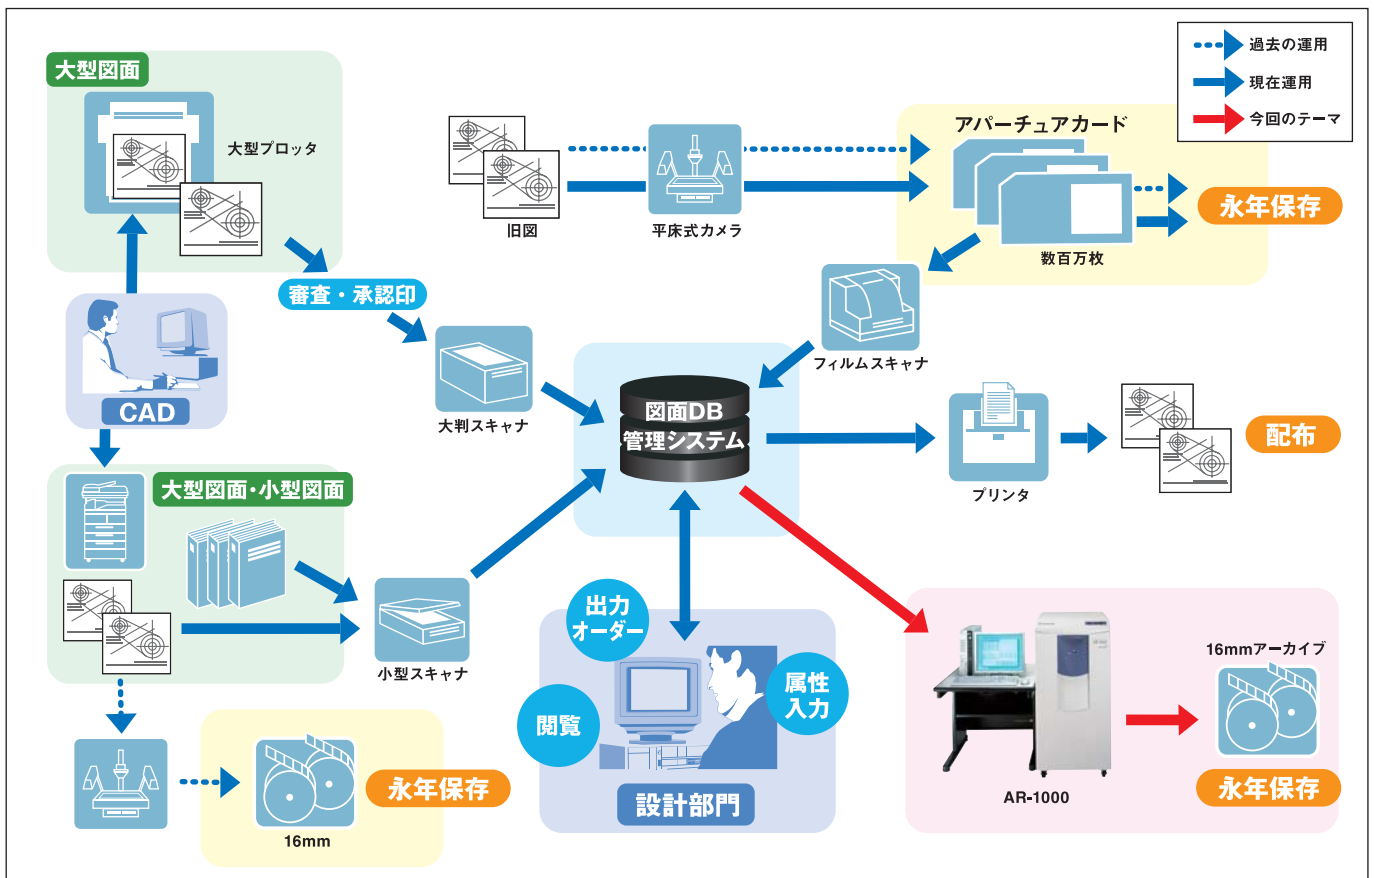 過去の運用
現在運用
今回のテーマ
大型図面
大型プロッタ
旧図
平床式カメラ
アパーチュアカード
数百万枚
永年保存
審査・承認印
CAD
大判スキャナ
フィルムスキャナ
図面DB
管理システム
プリンタ
配布
大型図面・小型図面
小型スキャナ
出力
オーダー
閲覧
属性
入力
設計部門
16mm
永年保存
AR-1000
16mmアーカイブ
永年保存